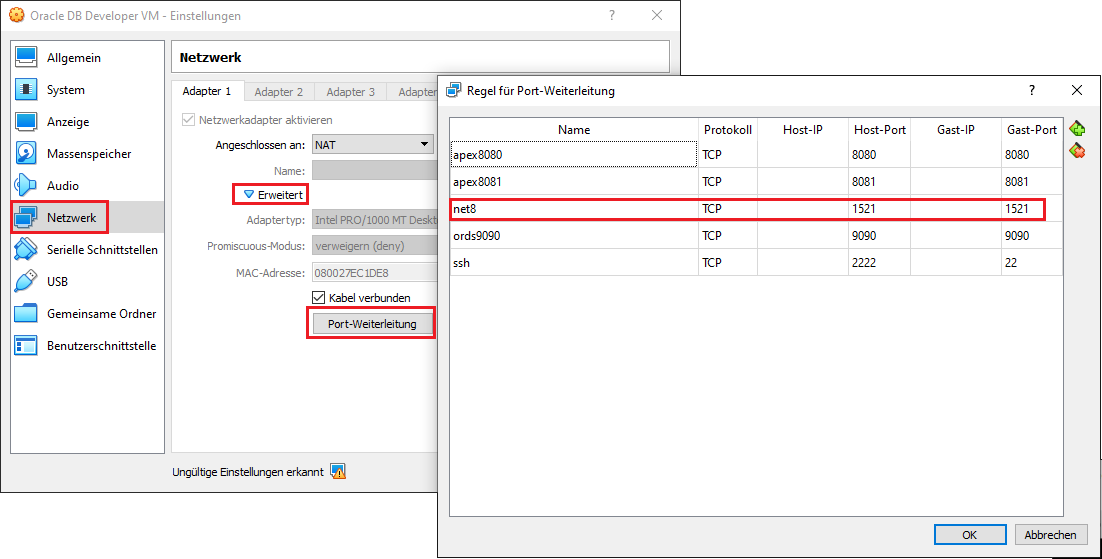 Oracle DB Developer VM - Einstellungen
?
Allgemein
System
Anzeige
Massenspeicher
Audio
Netzwerk
Serielle Schnittstellen
USB
Gemeinsame Ordner
Benutzerschnittstelle
Netzwerk
Adapter 1 Adapter 2 Adapter 3 Adapter
Netzwerkadapter aktivieren
Angeschlossen an: NAT
Name:
Erweitert
Adaptertyp: Intel PRO/1000 MT Deskt
Promiscuous-Modus: verweigern (deny)
MAC-Adresse: 080027EC1DE8
Kabel verbunden
Port-Weiterleitung
Ungültige Einstellungen erkannt
Regel für Port-Weiterleitung
?
Name Protokoll Host-IP Host-Port Gast-IP Gast-Port
apex8080 TCP 8080 8080
apex8081 TCP 8081 8081
net8 TCP 1521 1521
ords9090 TCP 9090 9090
ssh TCP 2222 22
OK Abbrechen